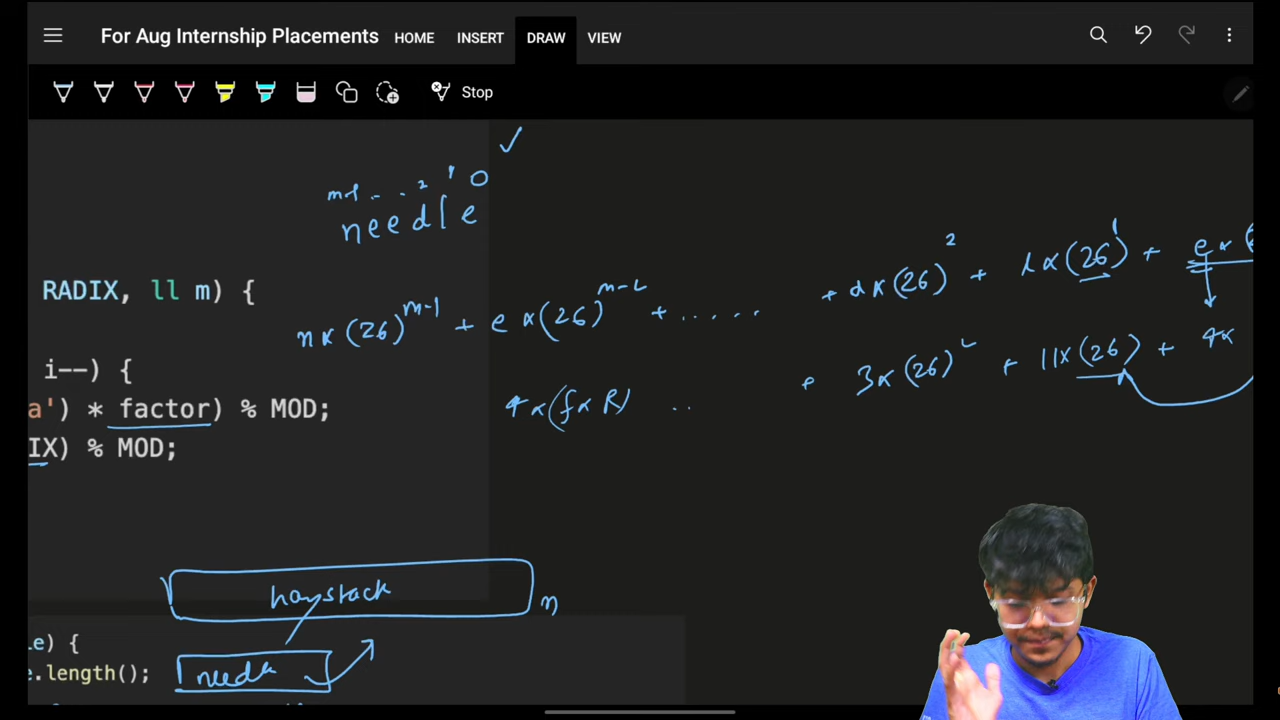 For Aug Internship Placements HOME INSERT DRAW VIEW
Stop
m-1 . . 2 1 0
needle
RADIX, ll m) {
n x (26)^m-1 + e x (26)^m-2 + ..... + d x (26)^2 + l x (26)^1 + e x (
i--) {
4 x (f x R) .. + 3 x (26)^2 + 11 x (26) + 4 x
a') * factor) % MOD;
IX) % MOD;
haystack n
le) {
needle
e.length();